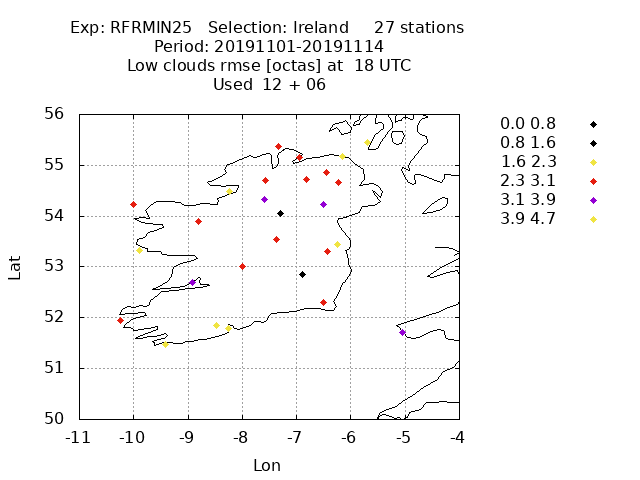 Exp: RFRMIN25 Selection: Ireland 27 stations
Period: 20191101-20191114
Low clouds rmse [octas] at 18 UTC
Used 12 + 06
56
55
54
53
52
51
50
-11 -10 -9 -8 -7 -6 -5 -4
Lat
Lon
0.0 0.8
0.8 1.6
1.6 2.3
2.3 3.1
3.1 3.9
3.9 4.7